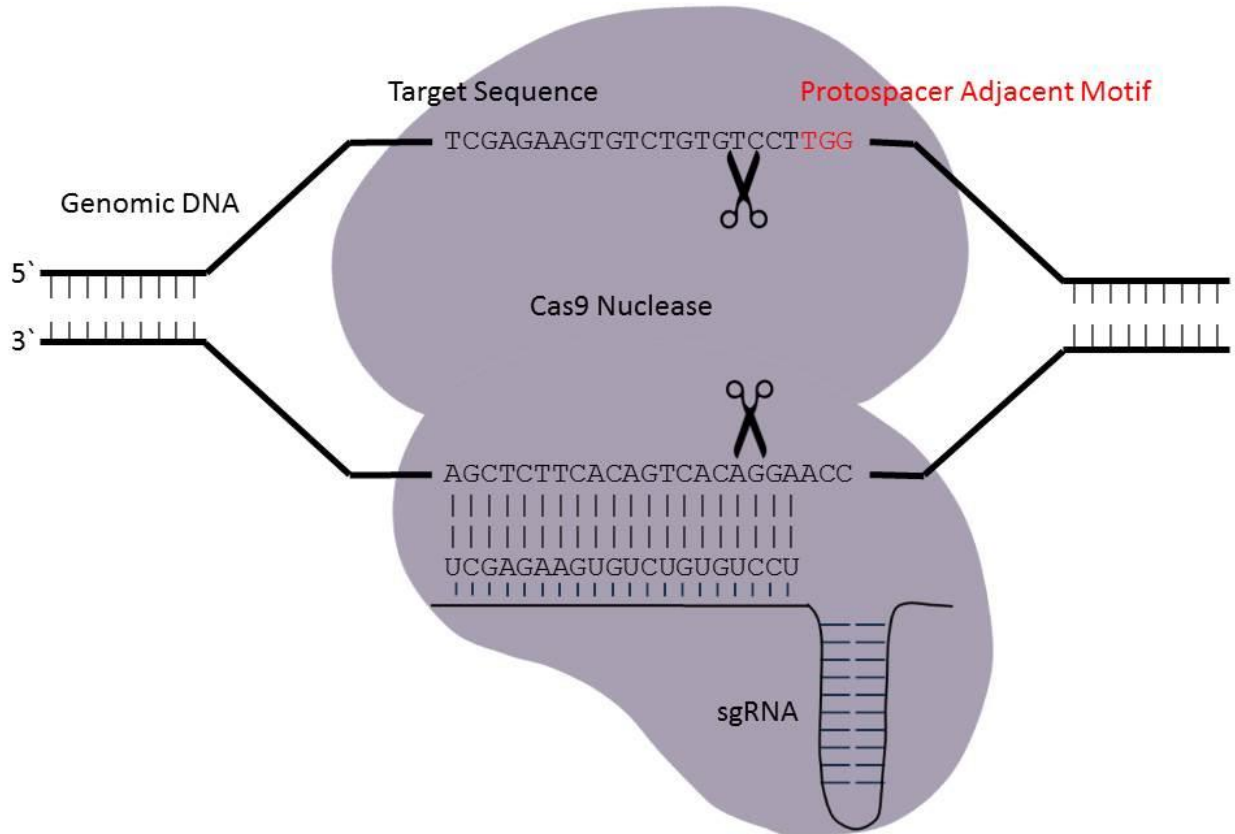 Target Sequence
Protospacer Adjacent Motif
TCGAGAAGTGTCTGTGTCCTTGG
Genomic DNA
5`
Cas9 Nuclease
3`
AGCTCTTCACAGTCACAGGAACC
UCGAGAAGUGUCUGUGUCCU
sgRNA